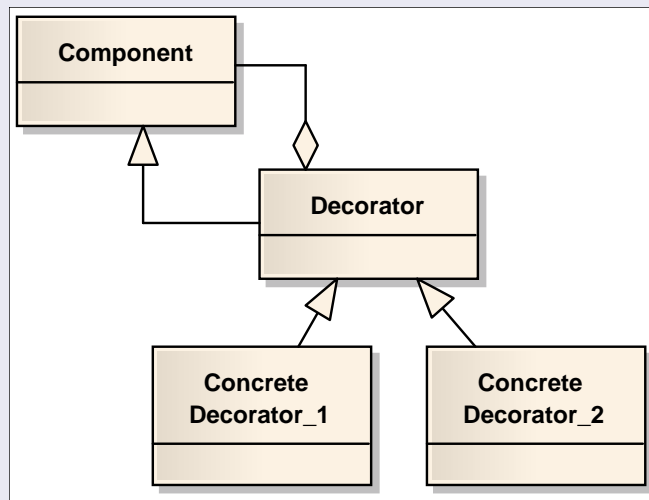 Component
Decorator
Concrete
Decorator_1
Concrete
Decorator_2